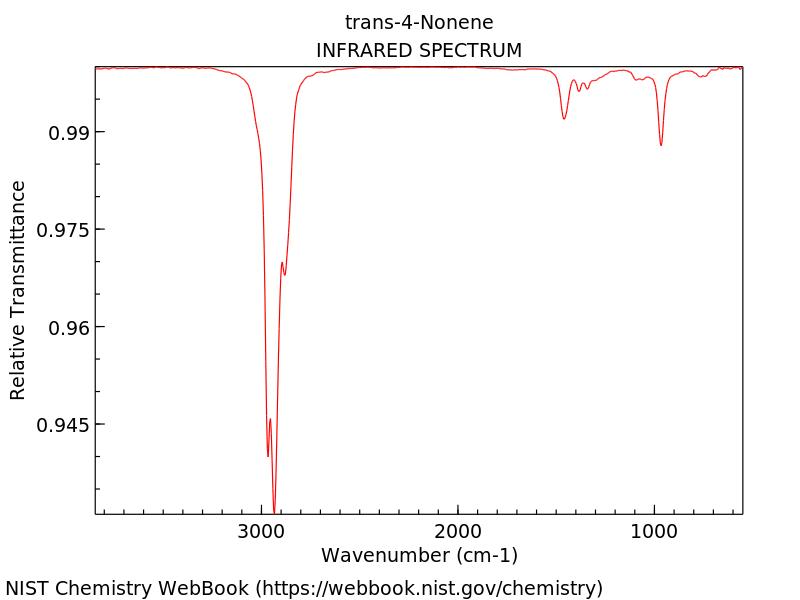 trans-4-Nonene
INFRARED SPECTRUM
0.99
0.975
0.96
0.945
Relative Transmittance
3000
2000
1000
Wavenumber (cm-1)
NIST Chemistry WebBook (https://webbook.nist.gov/chemistry)